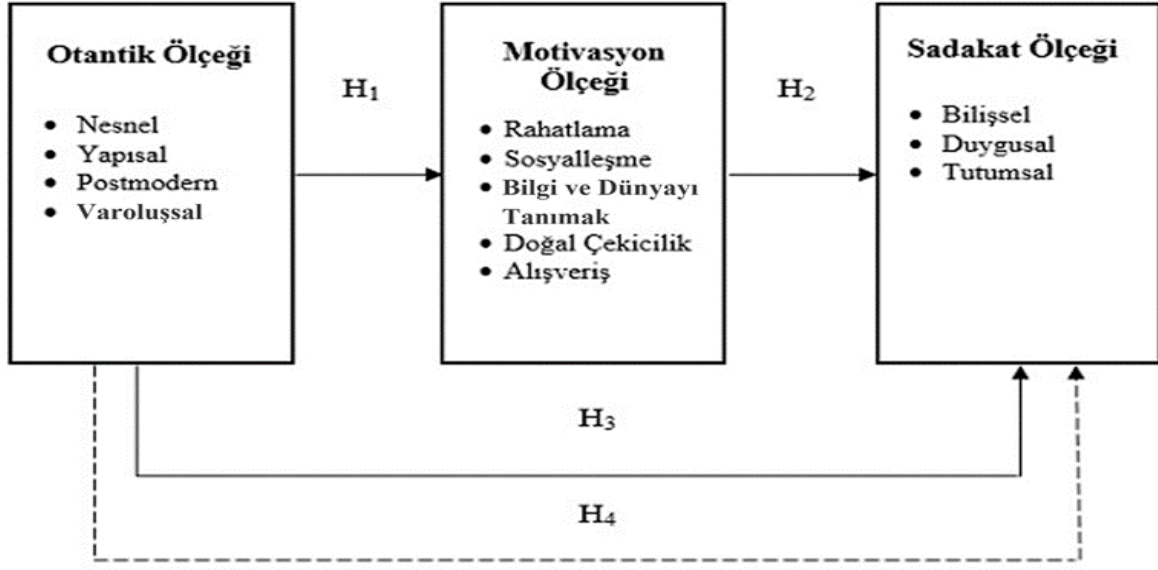 Otantik Ölçeği
• Nesnel
• Yapısal
• Postmodern
• Varoluşsal
H₁
Motivasyon
Ölçeği
• Rahatlama
• Sosyalleşme
• Bilgi ve Dünyayı
Tanımak
• Doğal Çekicilik
• Alışveriş
H₂
Sadakat Ölçeği
• Bilişsel
• Duygusal
• Tutumsal
H₃
H₄